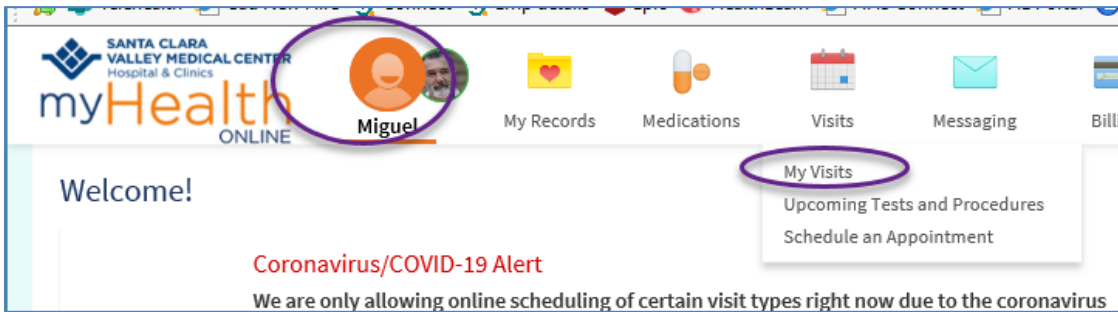 SANTA CLARA
VALLEY MEDICAL CENTER
Hospital & Clinics
myHealth
ONLINE
Miguel
My Records
Medications
Visits
Messaging
My Visits
Upcoming Tests and Procedures
Schedule an Appointment
Welcome!
Coronavirus/COVID-19 Alert
We are only allowing online scheduling of certain visit types right now due to the coronavirus